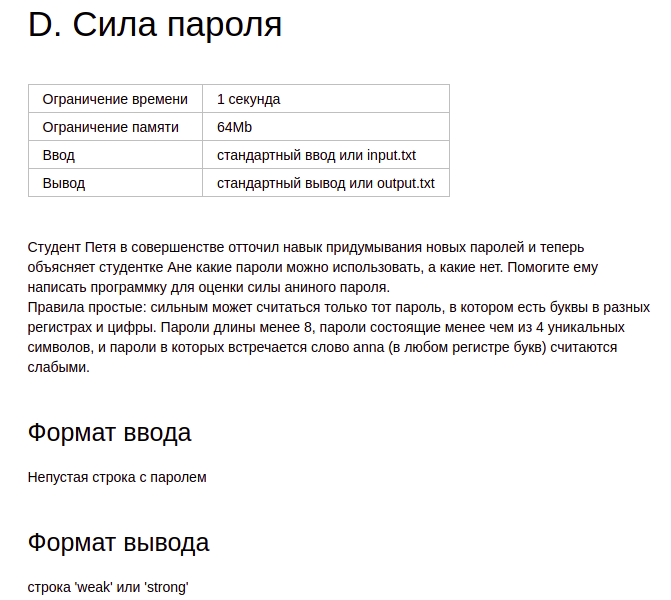 D. Сила пароля
Ограничение времени 1 секунда
Ограничение памяти 64Mb
Ввод стандартный ввод или input.txt
Вывод стандартный вывод или output.txt
Студент Петя в совершенстве отточил навык придумывания новых паролей и теперь
объясняет студентке Ане какие пароли можно использовать, а какие нет. Помогите ему
написать программку для оценки силы аниного пароля.
Правила простые: сильным может считаться только тот пароль, в котором есть буквы в разных
регистрах и цифры. Пароли длины менее 8, пароли состоящие менее чем из 4 уникальных
символов, и пароли в которых встречается слово anna (в любом регистре букв) считаются
слабыми.
Формат ввода
Непустая строка с паролем
Формат вывода
строка 'weak' или 'strong'